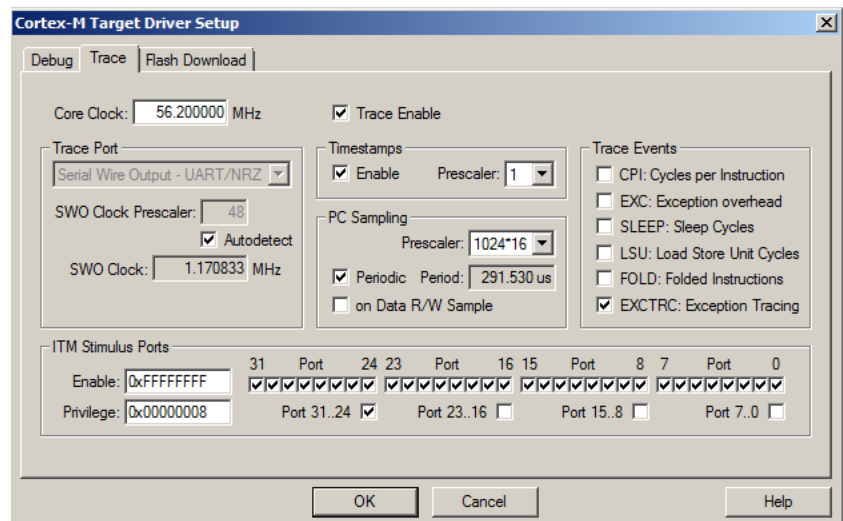 Cortex-M Target Driver Setup
Debug Trace Flash Download
Core Clock: 56.200000 MHz
Trace Enable
Trace Port
Serial Wire Output - UART/NRZ
SWO Clock Prescaler: 48
Autodetect
SWO Clock: 1.170833 MHz
Timestamps
Enable Prescaler: 1
PC Sampling
Prescaler: 1024*16
Periodic Period: 291.530 us
on Data R/W Sample
Trace Events
CPI: Cycles per Instruction
EXC: Exception overhead
SLEEP: Sleep Cycles
LSU: Load Store Unit Cycles
FOLD: Folded Instructions
EXCTRC: Exception Tracing
ITM Stimulus Ports
31 Port 24 23 Port 16 15 Port 8 7 Port 0
Enable: 0xFFFFFFFF
Privilege: 0x00000008 Port 31..24 Port 23..16 Port 15..8 Port 7..0
OK Cancel Help